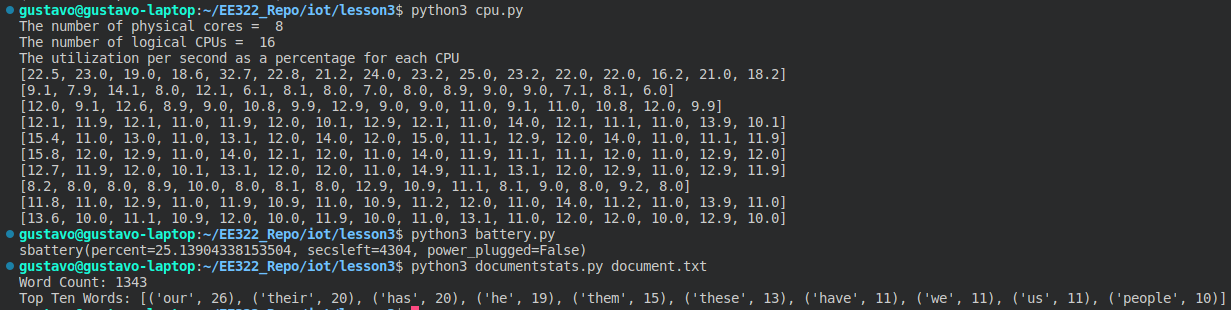 gustavo@gustavo-laptop:~/EE322_Repo/iot/lesson3$ python3 cpu.py
The number of physical cores =  8
The number of logical CPUs =  16
The utilization per second as a percentage for each CPU
[22.5, 23.0, 19.0, 18.6, 32.7, 22.8, 21.2, 24.0, 23.2, 25.0, 23.2, 22.0, 22.0, 16.2, 21.0, 18.2]
[9.1, 7.9, 14.1, 8.0, 12.1, 6.1, 8.1, 8.0, 7.0, 8.0, 8.9, 9.0, 9.0, 7.1, 8.1, 6.0]
[12.0, 9.1, 12.6, 8.9, 9.0, 10.8, 9.9, 12.9, 9.0, 9.0, 11.0, 9.1, 11.0, 10.8, 12.0, 9.9]
[12.1, 11.9, 12.1, 11.0, 11.9, 12.0, 10.1, 12.9, 12.1, 11.0, 14.0, 12.1, 11.1, 11.0, 13.9, 10.1]
[15.4, 11.0, 13.0, 11.0, 13.1, 12.0, 14.0, 12.0, 15.0, 11.1, 12.9, 12.0, 14.0, 11.0, 11.1, 11.9]
[15.8, 12.0, 12.9, 11.0, 14.0, 12.1, 12.0, 11.0, 14.0, 11.9, 11.1, 11.1, 12.0, 11.0, 12.9, 12.0]
[12.7, 11.9, 12.0, 10.1, 13.1, 12.0, 12.0, 11.0, 14.9, 11.1, 13.1, 12.0, 12.9, 11.0, 12.9, 11.9]
[8.2, 8.0, 8.0, 8.9, 10.0, 8.0, 8.1, 8.0, 12.9, 10.9, 11.1, 8.1, 9.0, 8.0, 9.2, 8.0]
[11.8, 11.0, 12.9, 11.0, 11.9, 10.9, 11.0, 10.9, 11.2, 12.0, 11.0, 14.0, 11.2, 11.0, 13.9, 11.0]
[13.6, 10.0, 11.1, 10.9, 12.0, 10.0, 11.9, 10.0, 11.0, 13.1, 11.0, 12.0, 12.0, 10.0, 12.9, 10.0]
gustavo@gustavo-laptop:~/EE322_Repo/iot/lesson3$ python3 battery.py
sbattery(percent=25.13904338153504, secsleft=4304, power_plugged=False)
gustavo@gustavo-laptop:~/EE322_Repo/iot/lesson3$ python3 documentstats.py document.txt
Word Count: 1343
Top Ten Words: [('our', 26), ('their', 20), ('has', 20), ('he', 19), ('them', 15), ('these', 13), ('have', 11), ('we', 11), ('us', 11), ('people', 10)]